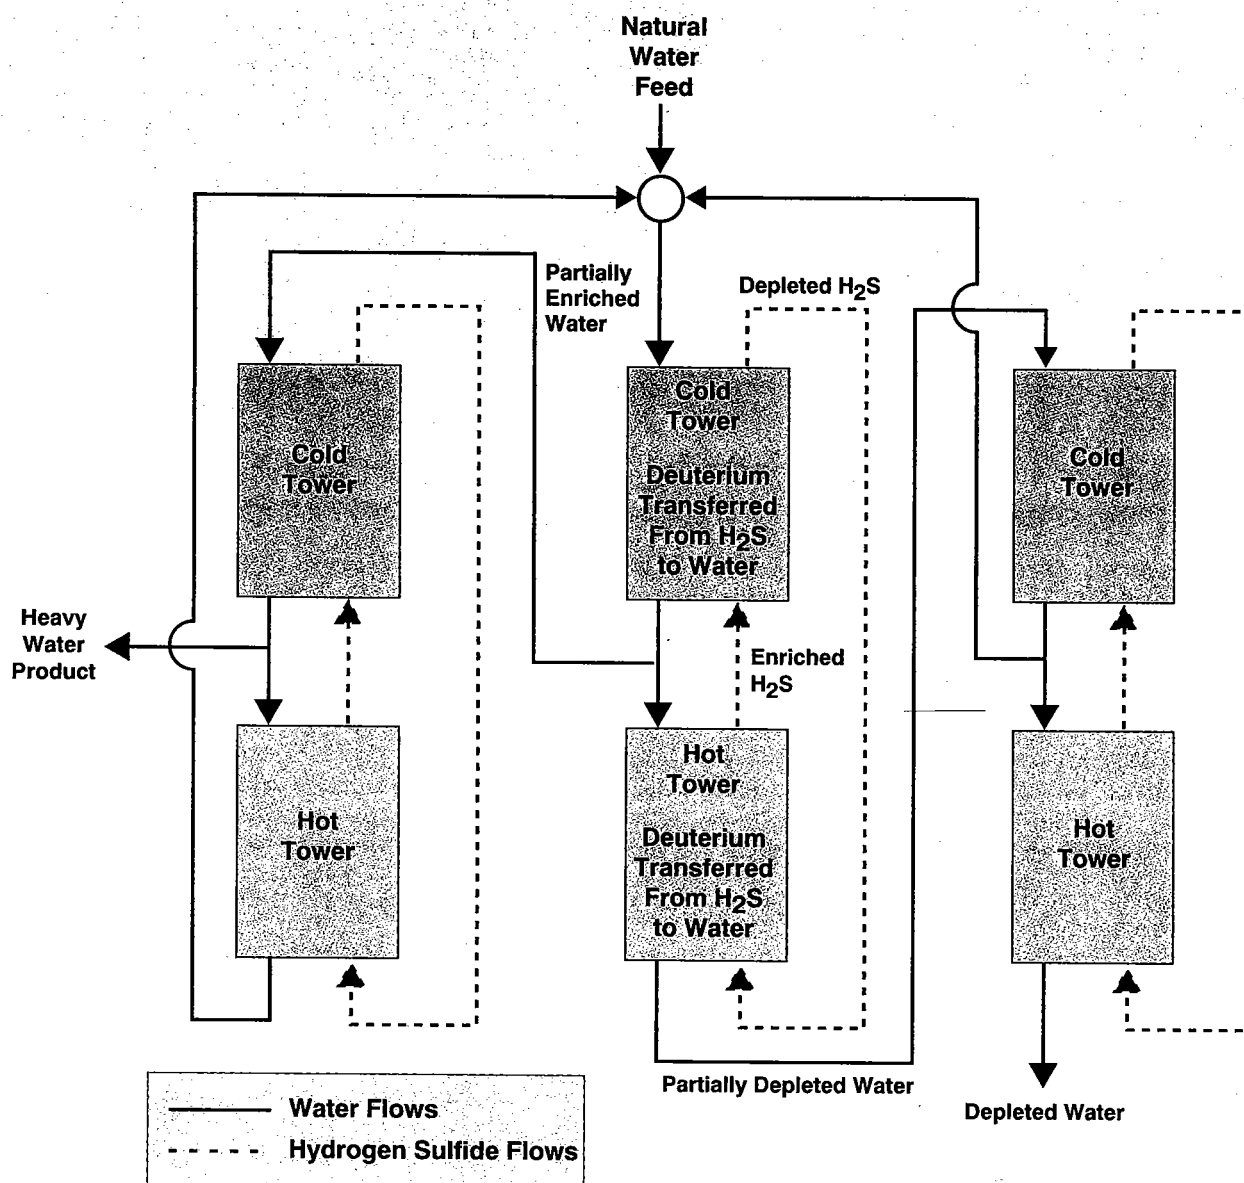 Natural
Water
Feed
Partially
Enriched
Water
Depleted H2S
Cold
Tower
Cold
Tower
Deuterium
Transferred
From H2S
to Water
Cold
Tower
Heavy
Water
Product
Enriched
H2S
Hot
Tower
Hot
Tower
Deuterium
Transferred
From H2S
to Water
Hot
Tower
Partially Depleted Water
Depleted Water
Water Flows
Hydrogen Sulfide Flows